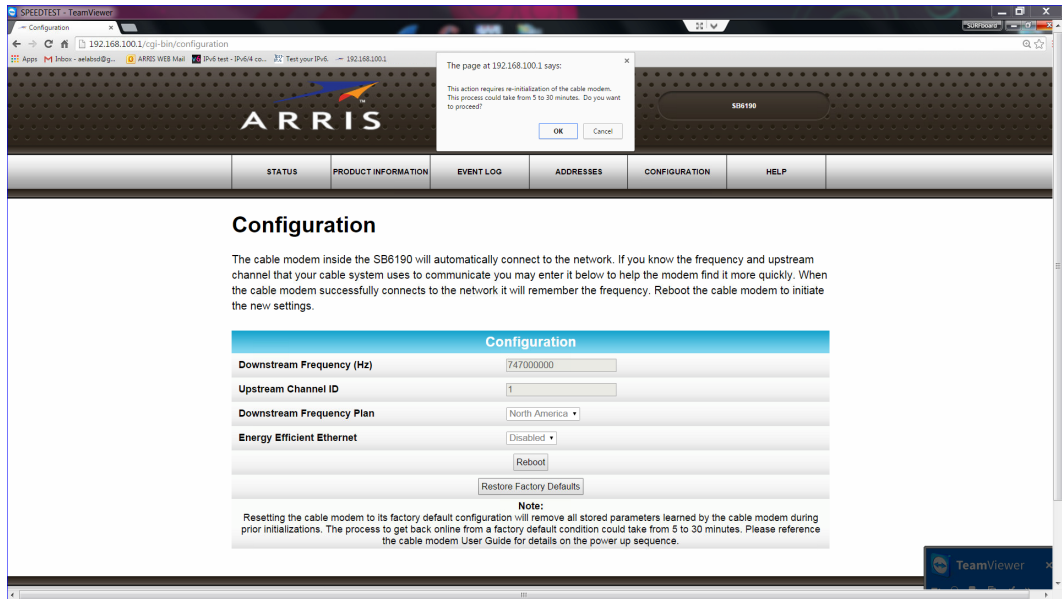 SPEEDTEST - TeamViewer
Configuration
SURFboard
192.168.100.1/cgi-bin/configuration
Apps Inbox - aelabsd@g... ARRIS WEB Mail IPv6 test - IPv6/4 co... Test your IPv6. 192.168.100.1
The page at 192.168.100.1 says:
This action requires re-initialization of the cable modem.
This process could take from 5 to 30 minutes. Do you want
to proceed?
OK Cancel
ARRIS
SB6190
STATUS PRODUCT INFORMATION EVENT LOG ADDRESSES CONFIGURATION HELP
Configuration
The cable modem inside the SB6190 will automatically connect to the network. If you know the frequency and upstream
channel that your cable system uses to communicate you may enter it below to help the modem find it more quickly. When
the cable modem successfully connects to the network it will remember the frequency. Reboot the cable modem to initiate
the new settings.
Configuration
Downstream Frequency (Hz) 747000000
Upstream Channel ID 1
Downstream Frequency Plan North America
Energy Efficient Ethernet Disabled
Reboot
Restore Factory Defaults
Note:
Resetting the cable modem to its factory default configuration will remove all stored parameters learned by the cable modem during
prior initializations. The process to get back online from a factory default condition could take from 5 to 30 minutes. Please reference
the cable modem User Guide for details on the power up sequence.
TeamViewer